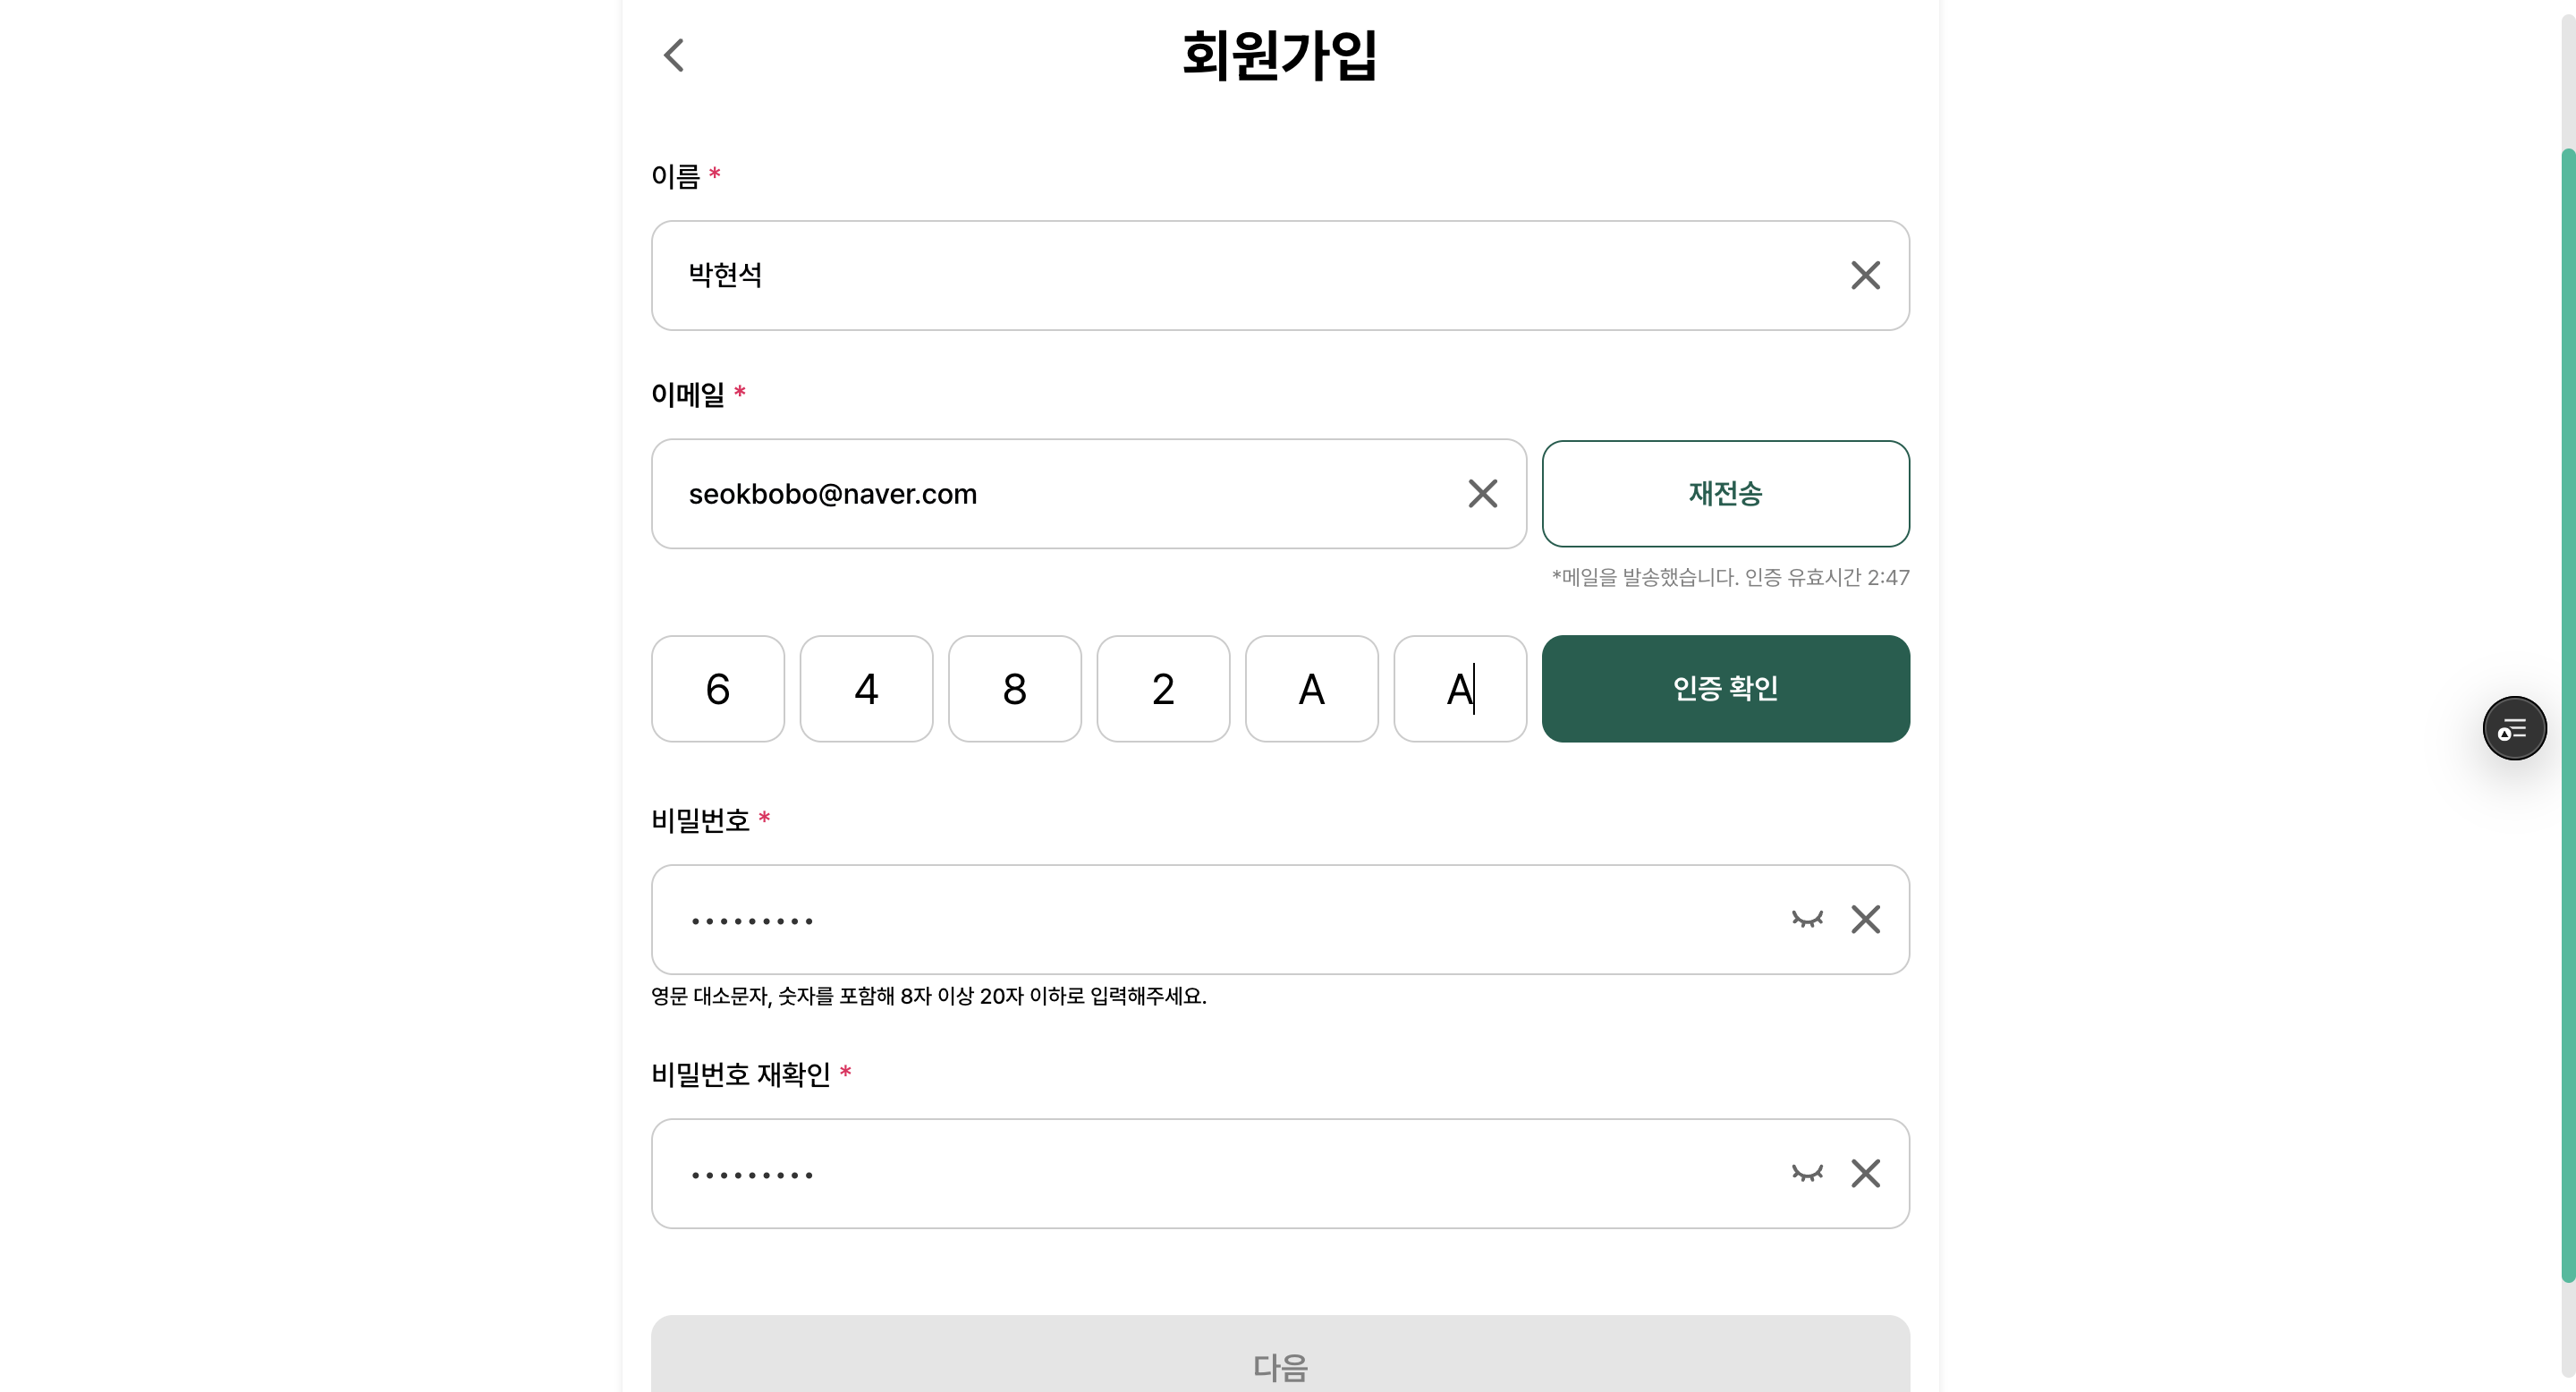 회원가입
이름 *
박현석
이메일 *
seokbobo@naver.com
재전송
*메일을 발송했습니다. 인증 유효시간 2:47
6 4 8 2 A A 인증 확인
비밀번호 *
•••••••••
영문 대소문자, 숫자를 포함해 8자 이상 20자 이하로 입력해주세요.
비밀번호 재확인 *
•••••••••
다음